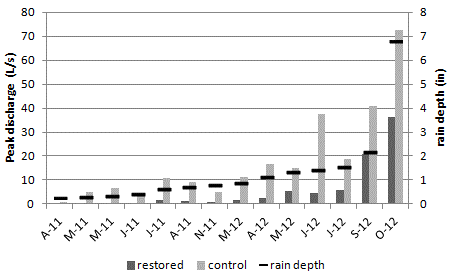 80
70
60
50
40
30
20
10
0
Peak discharge (L/s)
8
7
6
5
4
3
2
1
0
rain depth (in)
A-11
M-11
M-11
J-11
J-11
A-11
N-11
M-12
A-12
M-12
J-12
J-12
S-12
O-12
restored control rain depth